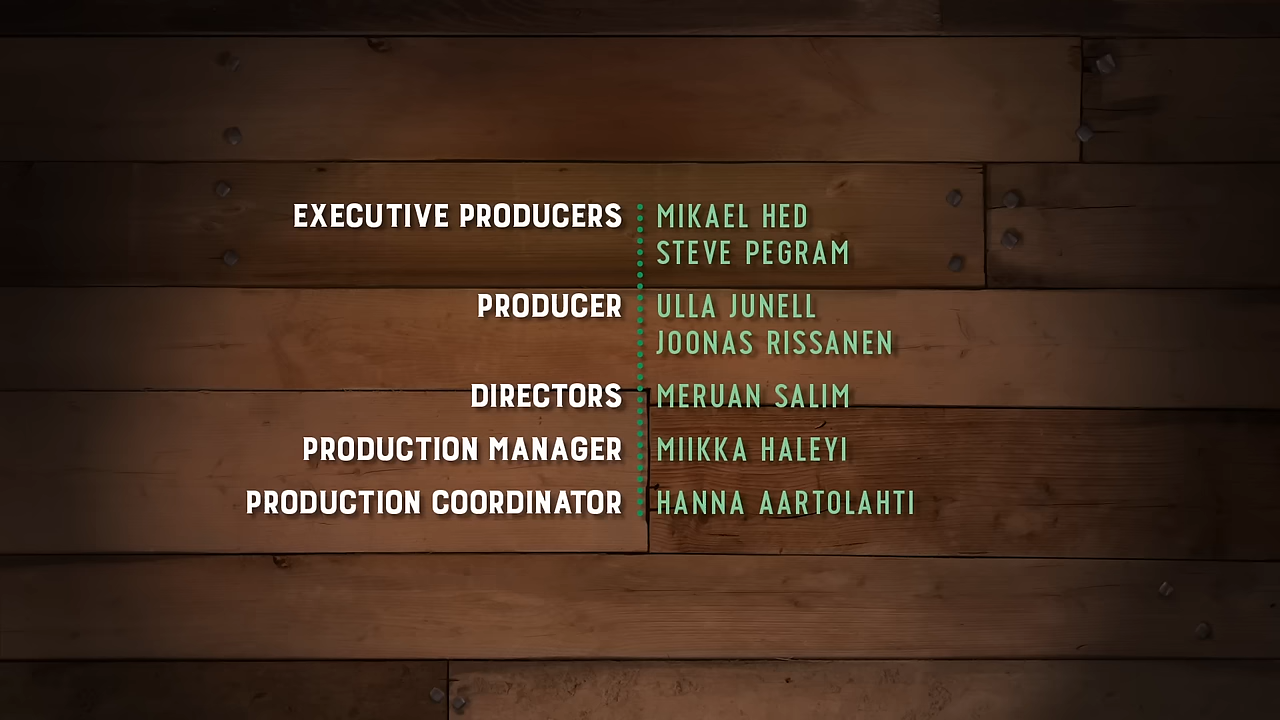 EXECUTIVE PRODUCERS MIKAEL HED
STEVE PEGRAM
PRODUCER ULLA JUNELL
JOONAS RISSANEN
DIRECTORS MERUAN SALIM
PRODUCTION MANAGER MIIKKA HALEYI
PRODUCTION COORDINATOR HANNA AARTOLAHTI